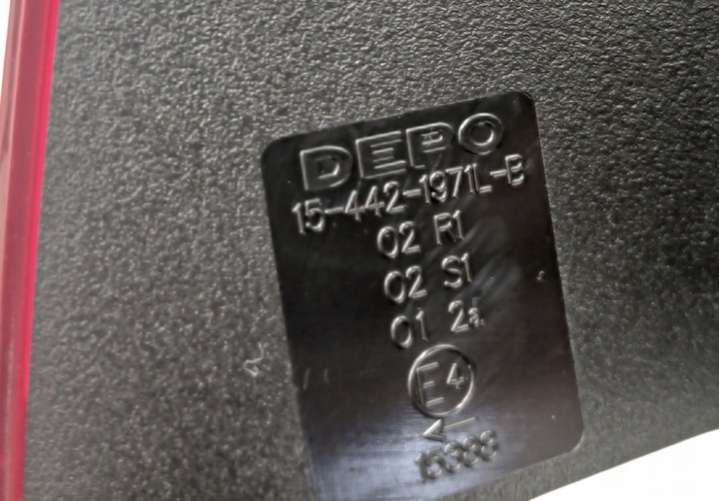 DEPO
15-442-1971L-B
02 R1
02 S1
01 2a
E4